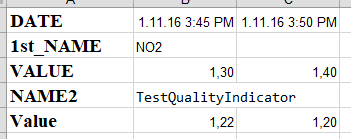 A B C
DATE 1.11.16 3:45 PM 1.11.16 3:50 PM
1st_NAME NO2
VALUE 1,30 1,40
NAME2 TestQualityIndicator
Value 1,22 1,20